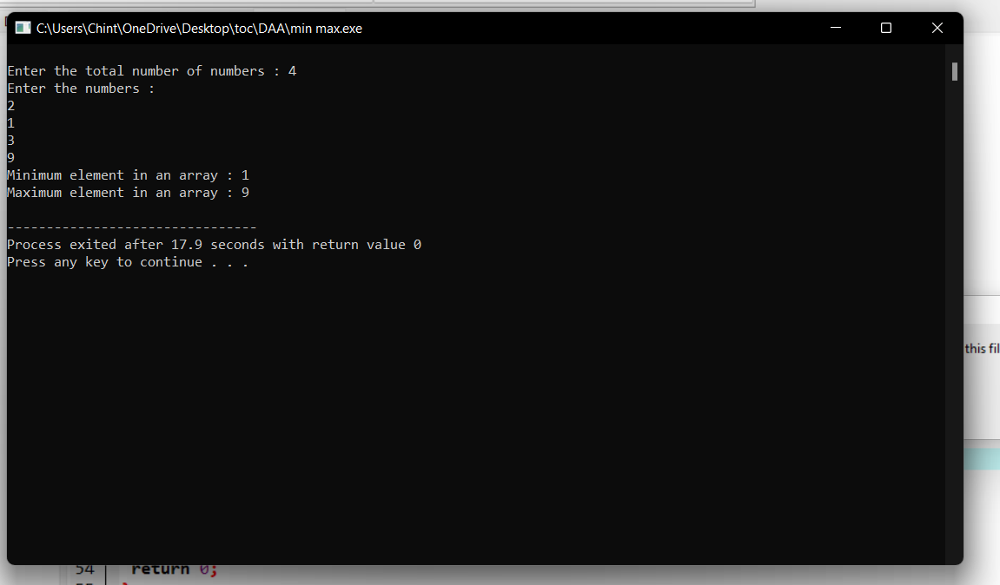 C:\Users\Chint\OneDrive\Desktop\toc\DAA\min max.exe
Enter the total number of numbers : 4
Enter the numbers :
2
1
3
9
Minimum element in an array : 1
Maximum element in an array : 9
--------------------------------
Process exited after 17.9 seconds with return value 0
Press any key to continue . . .
this fil
54 return 0;